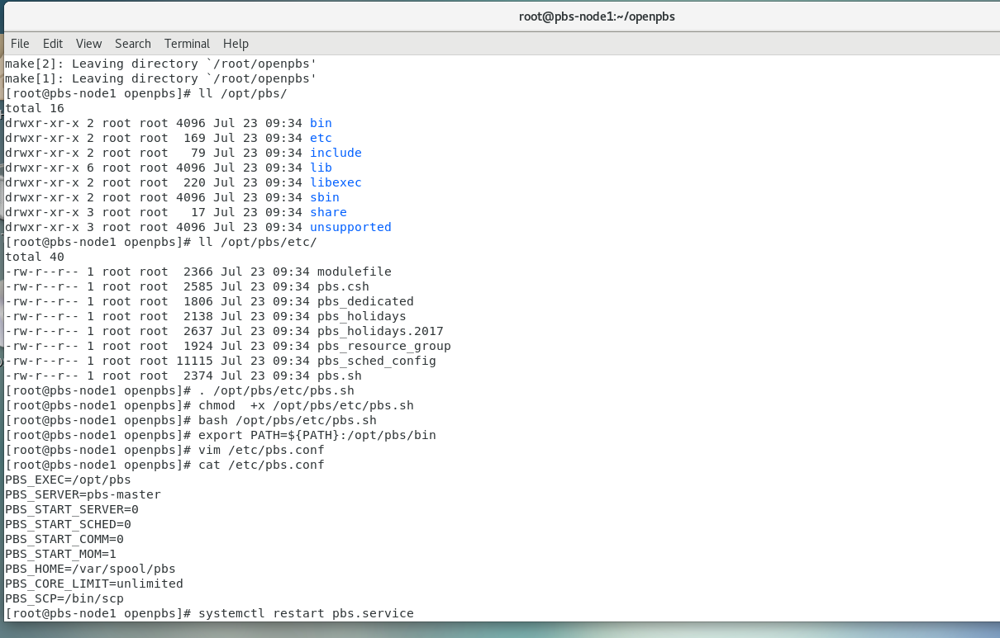 root@pbs-node1:~/openpbs
File Edit View Search Terminal Help
make[2]: Leaving directory `/root/openpbs'
make[1]: Leaving directory `/root/openpbs'
[root@pbs-node1 openpbs]# ll /opt/pbs/
total 16
drwxr-xr-x 2 root root 4096 Jul 23 09:34 bin
drwxr-xr-x 2 root root  169 Jul 23 09:34 etc
drwxr-xr-x 2 root root   79 Jul 23 09:34 include
drwxr-xr-x 6 root root 4096 Jul 23 09:34 lib
drwxr-xr-x 2 root root  220 Jul 23 09:34 libexec
drwxr-xr-x 2 root root 4096 Jul 23 09:34 sbin
drwxr-xr-x 3 root root   17 Jul 23 09:34 share
drwxr-xr-x 3 root root 4096 Jul 23 09:34 unsupported
[root@pbs-node1 openpbs]# ll /opt/pbs/etc/
total 40
-rw-r--r-- 1 root root  2366 Jul 23 09:34 modulefile
-rw-r--r-- 1 root root  2585 Jul 23 09:34 pbs.csh
-rw-r--r-- 1 root root  1806 Jul 23 09:34 pbs_dedicated
-rw-r--r-- 1 root root  2138 Jul 23 09:34 pbs_holidays
-rw-r--r-- 1 root root  2637 Jul 23 09:34 pbs_holidays.2017
-rw-r--r-- 1 root root  1924 Jul 23 09:34 pbs_resource_group
-rw-r--r-- 1 root root 11115 Jul 23 09:34 pbs_sched_config
-rw-r--r-- 1 root root  2374 Jul 23 09:34 pbs.sh
[root@pbs-node1 openpbs]# . /opt/pbs/etc/pbs.sh
[root@pbs-node1 openpbs]# chmod  +x /opt/pbs/etc/pbs.sh
[root@pbs-node1 openpbs]# bash /opt/pbs/etc/pbs.sh
[root@pbs-node1 openpbs]# export PATH=${PATH}:/opt/pbs/bin
[root@pbs-node1 openpbs]# vim /etc/pbs.conf
[root@pbs-node1 openpbs]# cat /etc/pbs.conf
PBS_EXEC=/opt/pbs
PBS_SERVER=pbs-master
PBS_START_SERVER=0
PBS_START_SCHED=0
PBS_START_COMM=0
PBS_START_MOM=1
PBS_HOME=/var/spool/pbs
PBS_CORE_LIMIT=unlimited
PBS_SCP=/bin/scp
[root@pbs-node1 openpbs]# systemctl restart pbs.service